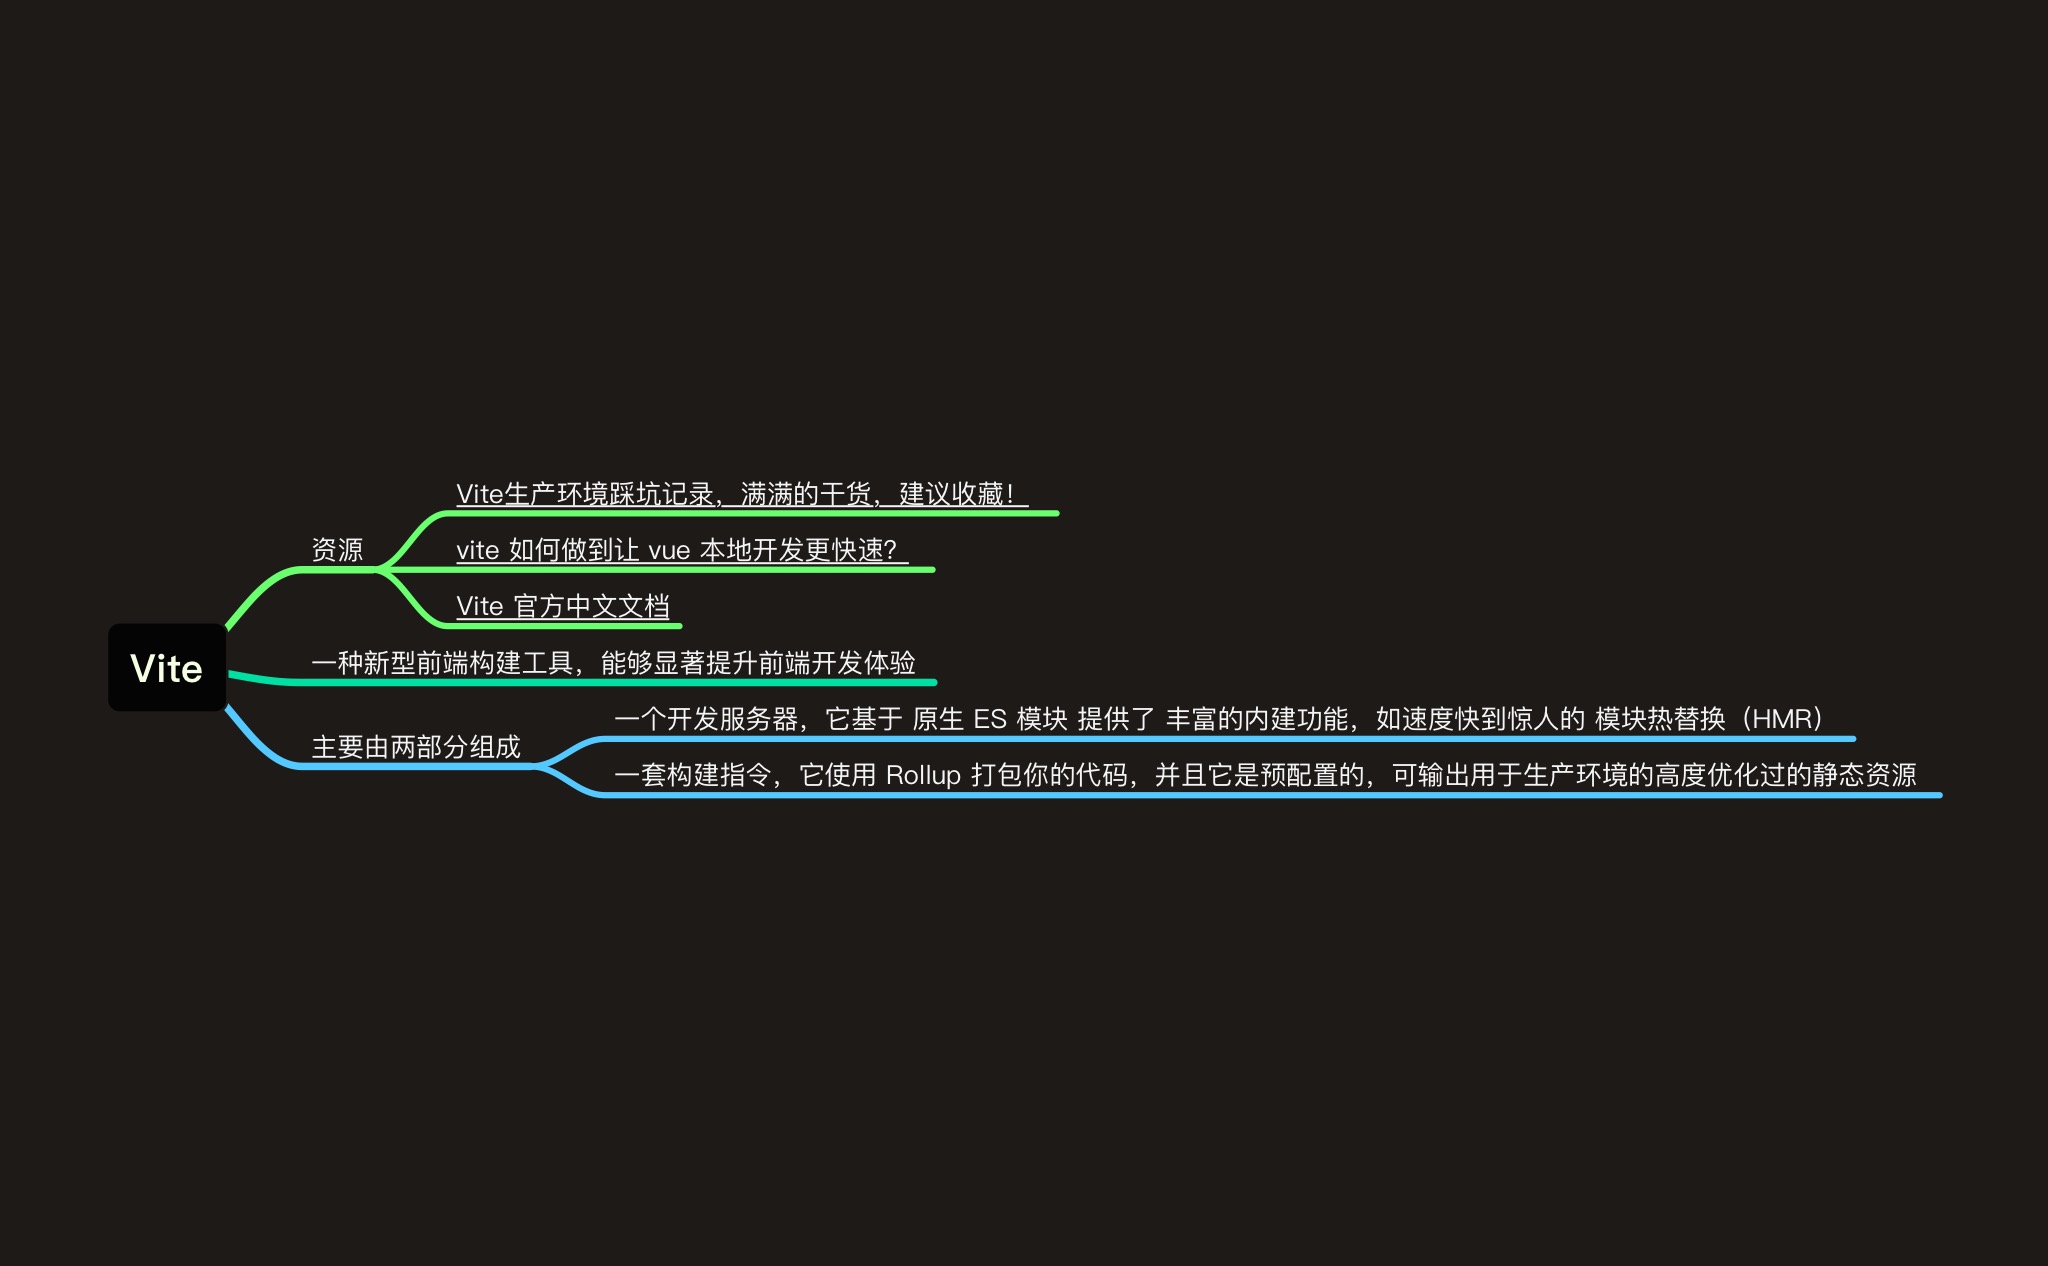 Vite
资源
Vite生产环境踩坑记录，满满的干货，建议收藏！
vite 如何做到让 vue 本地开发更快速？
Vite 官方中文文档
一种新型前端构建工具，能够显著提升前端开发体验
主要由两部分组成
一个开发服务器，它基于 原生 ES 模块 提供了 丰富的内建功能，如速度快到惊人的 模块热替换（HMR）
一套构建指令，它使用 Rollup 打包你的代码，并且它是预配置的，可输出用于生产环境的高度优化过的静态资源